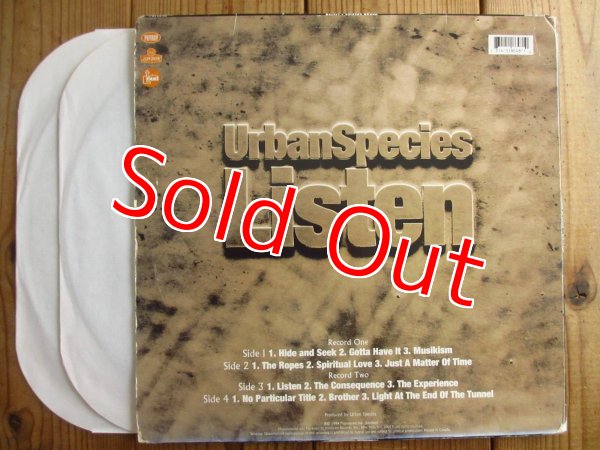 UrbanSpecies
Listen
Sold Out
Record One
Side 1 1. Hide and Seek 2. Gotta Have It 3. Musikism
Side 2 1. The Ropes 2. Spiritual Love 3. Just A Matter Of Time
Record Two
Side 3 1. Listen 2. The Consequence 3. The Experience
Side 4 1. No Particular Title 2. Brother 3. Light At The End Of The Tunnel
Produced by Urban Species